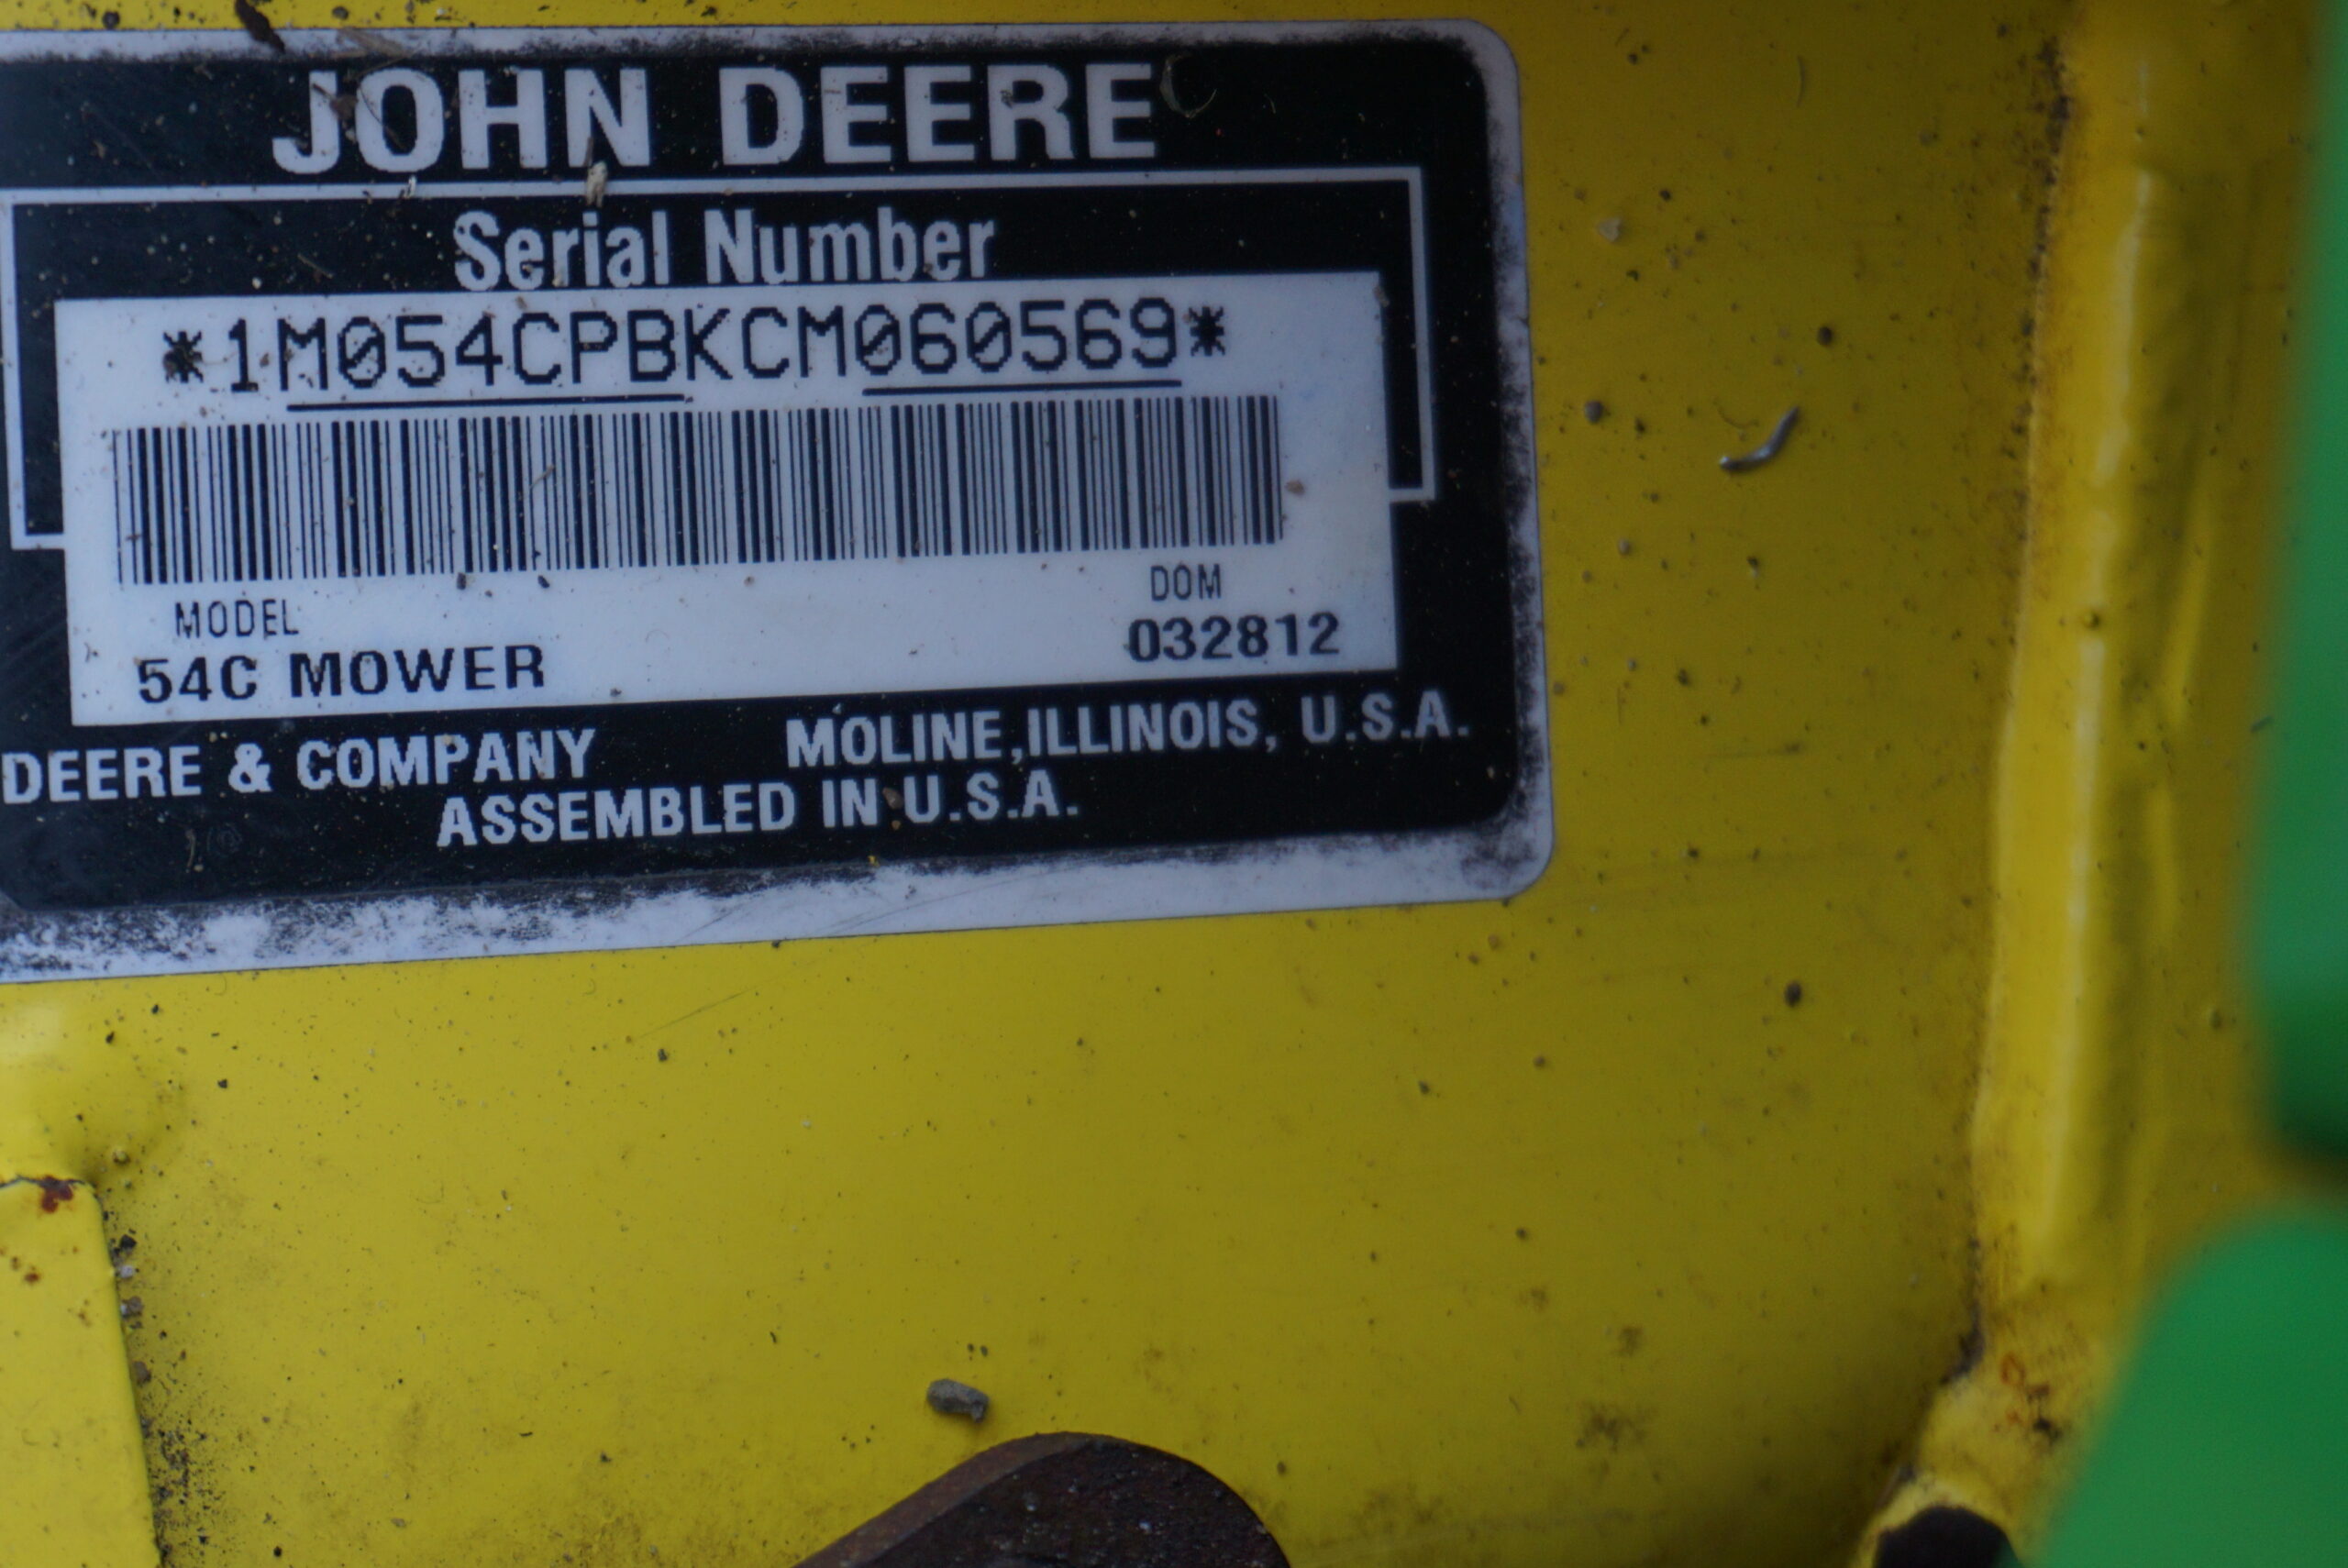 JOHN DEERE
Serial Number
*1M054CPBKCM060569*
MODEL DOM
54C MOWER 032812
DEERE & COMPANY MOLINE, ILLINOIS, U.S.A.
ASSEMBLED IN U.S.A.